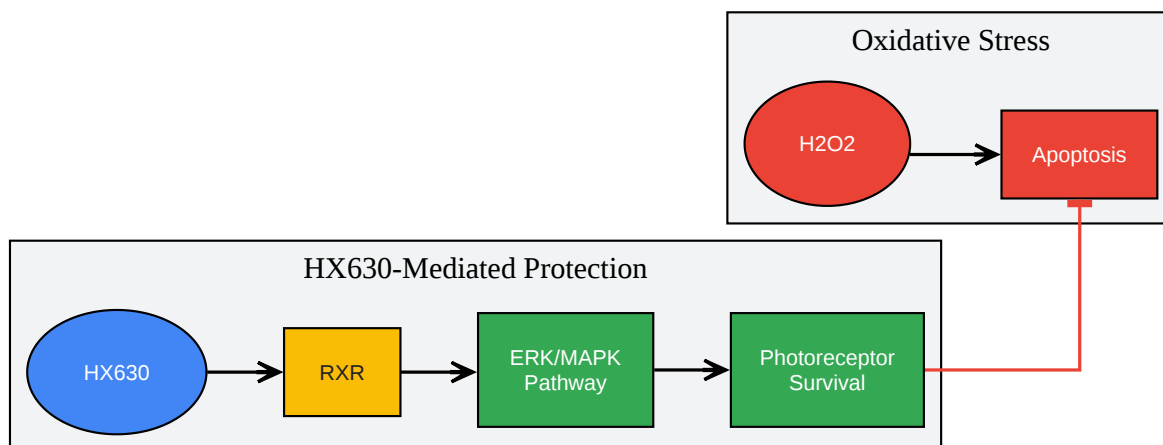 Oxidative Stress
H2O2
Apoptosis
HX630-Mediated Protection
HX630
RXR
ERK/MAPK
Pathway
Photoreceptor
Survival